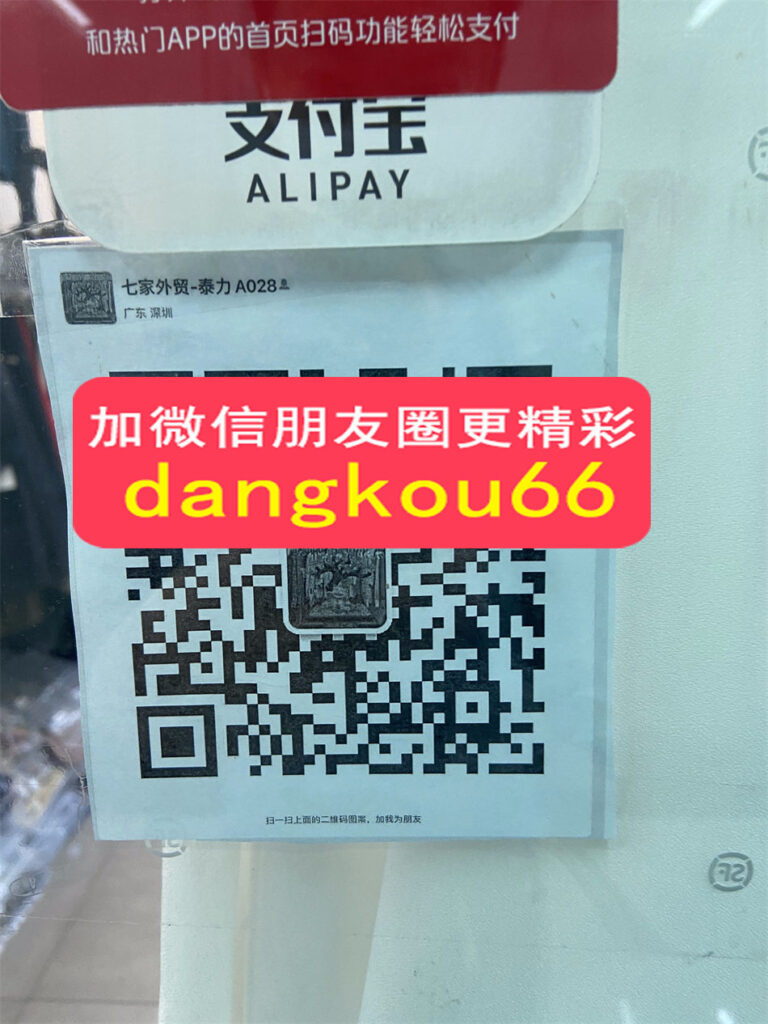 和热门APP的首页扫码功能轻松支付
支付宝
ALIPAY
七家外贸-泰力 A028
广东 深圳
加微信朋友圈更精彩
dangkou66
扫一扫上面的二维码图案，加我为朋友
SF